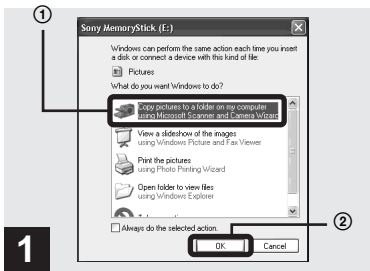 ①
Sony MemoryStick (E:)
Windows can perform the same action each time you insert
a disk or connect a device with this kind of file:
Pictures
What do you want Windows to do?
Copy pictures to a folder on my computer
using Microsoft Scanner and Camera Wizard
View a slideshow of the images
using Windows Picture and Fax Viewer
Print the pictures
using Photo Printing Wizard
Open folder to view files
using Windows Explorer
Always do the selected action.
②
OK
Cancel
1